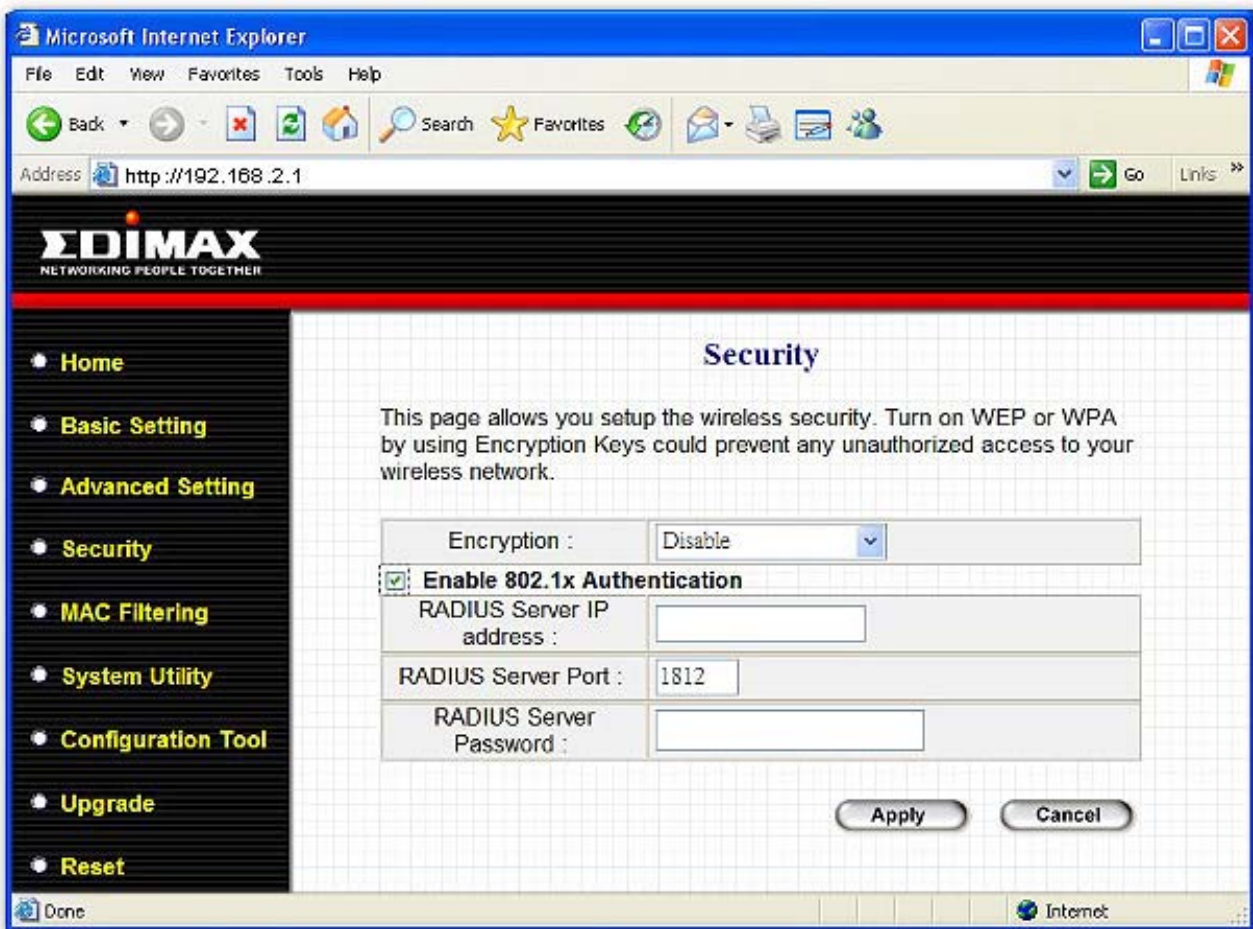 Microsoft Internet Explorer
File Edit View Favorites Tools Help
Back Search Favorites
Address http://192.168.2.1 Go Links »
EDIMAX
NETWORKING PEOPLE TOGETHER
Home
Basic Setting
Advanced Setting
Security
MAC Filtering
System Utility
Configuration Tool
Upgrade
Reset
Security
This page allows you setup the wireless security. Turn on WEP or WPA
by using Encryption Keys could prevent any unauthorized access to your
wireless network.
Encryption : Disable
Enable 802.1x Authentication
RADIUS Server IP
address :
RADIUS Server Port : 1812
RADIUS Server
Password :
Apply Cancel
Done Internet